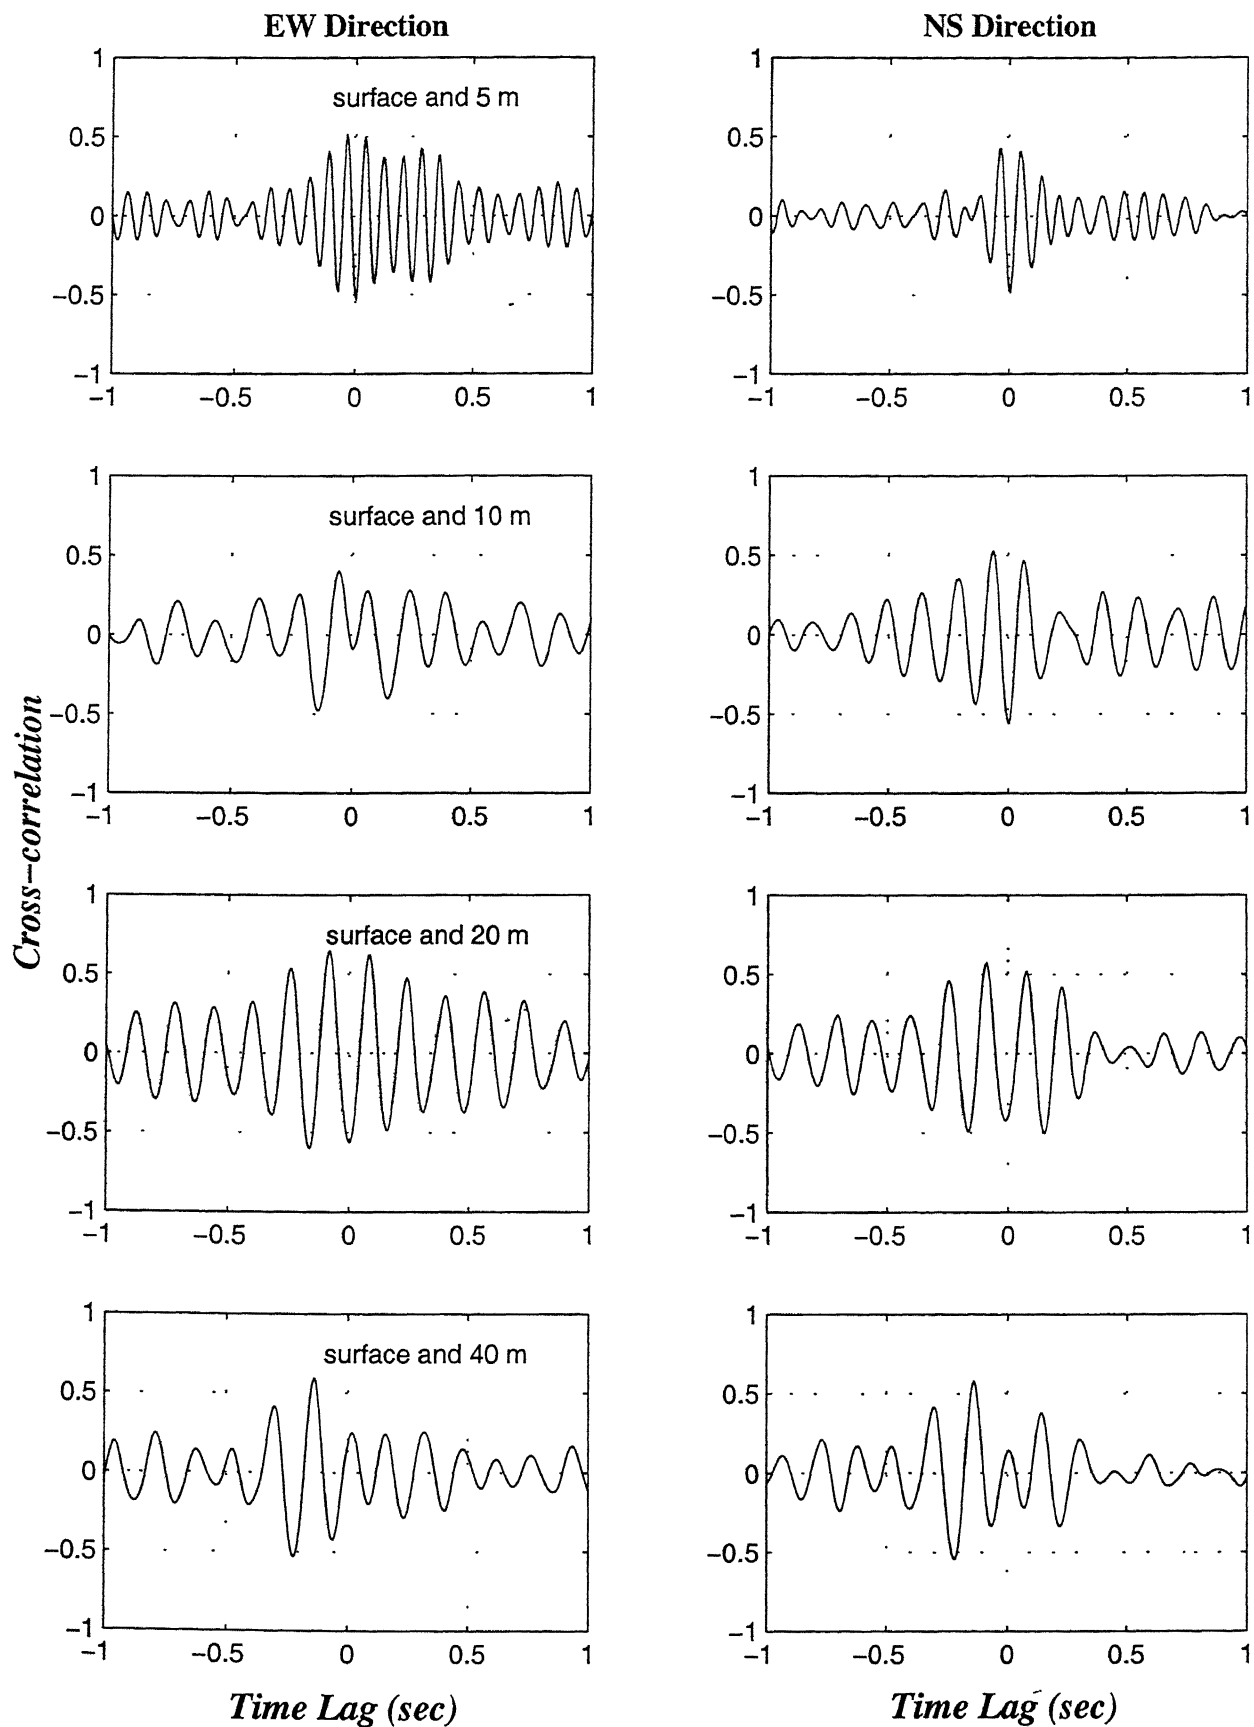 EW Direction
NS Direction
surface and 5 m
1
0.5
0
−0.5
−1
−1 −0.5 0 0.5 1
1
0.5
0
−0.5
−1
−1 −0.5 0 0.5 1
surface and 10 m
1
0.5
0
−0.5
−1
−1 −0.5 0 0.5 1
1
0.5
0
−0.5
−1
−1 −0.5 0 0.5 1
Cross−correlation
surface and 20 m
1
0.5
0
−0.5
−1
−1 −0.5 0 0.5 1
1
0.5
0
−0.5
−1
−1 −0.5 0 0.5 1
surface and 40 m
1
0.5
0
−0.5
−1
−1 −0.5 0 0.5 1
1
0.5
0
−0.5
−1
−1 −0.5 0 0.5 1
Time Lag (sec)
Time Lag (sec)